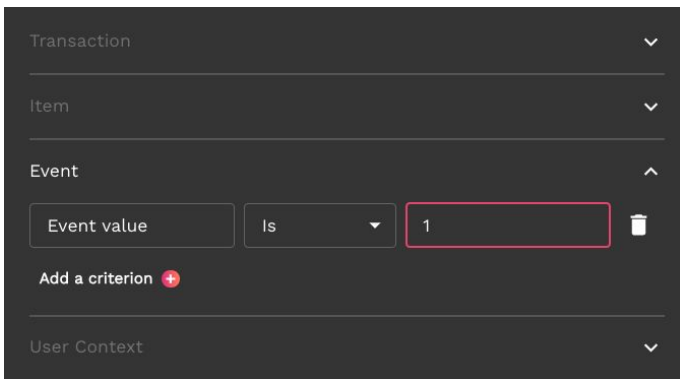 Transaction
Item
Event
Event value Is 1
Add a criterion
User Context